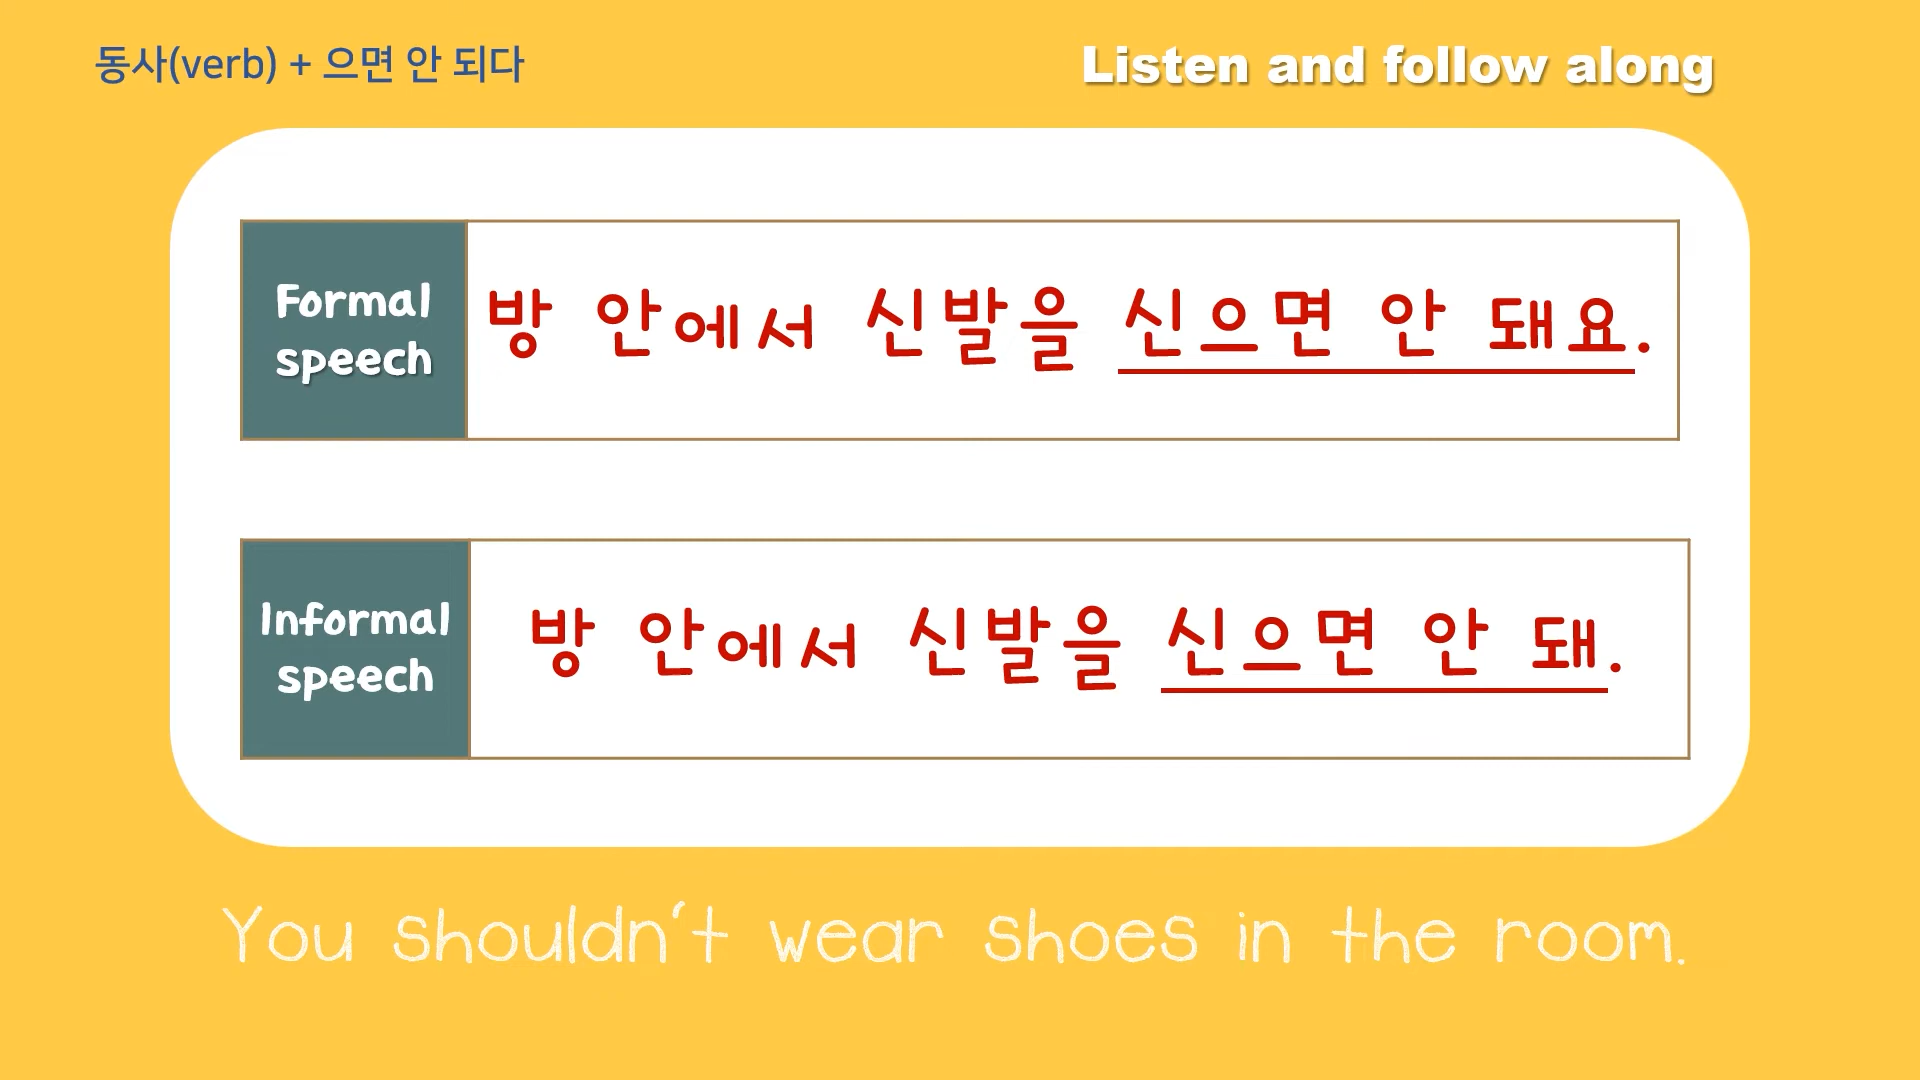 동사(verb) + 으면 안 되다
Listen and follow along
Formal
speech
방 안에서 신발을 신으면 안 돼요.
Informal
speech
방 안에서 신발을 신으면 안 돼.
You shouldn't wear shoes in the room.